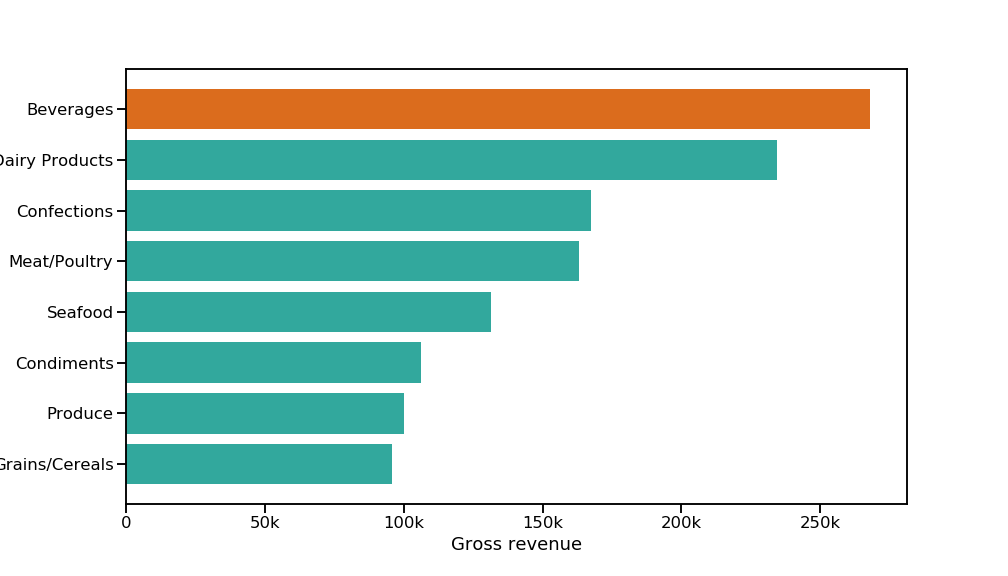 Beverages
Dairy Products
Confections
Meat/Poultry
Seafood
Condiments
Produce
Grains/Cereals
0 50k 100k 150k 200k 250k
Gross revenue